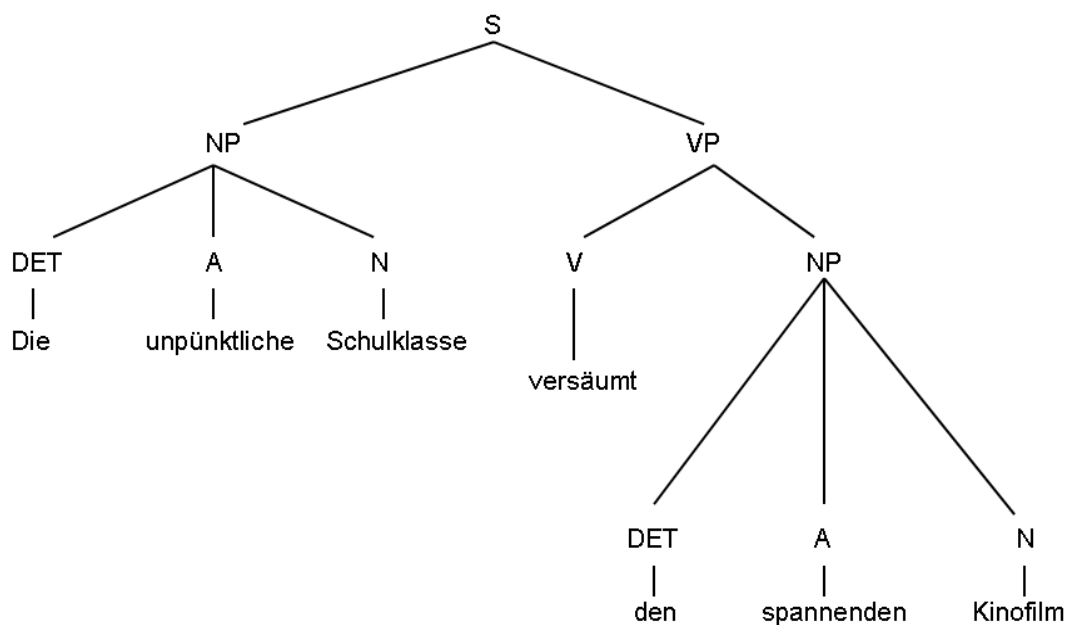 S
NP VP
DET A N V NP
Die unpünktliche Schulklasse
versäumt
DET A N
den spannenden Kinofilm